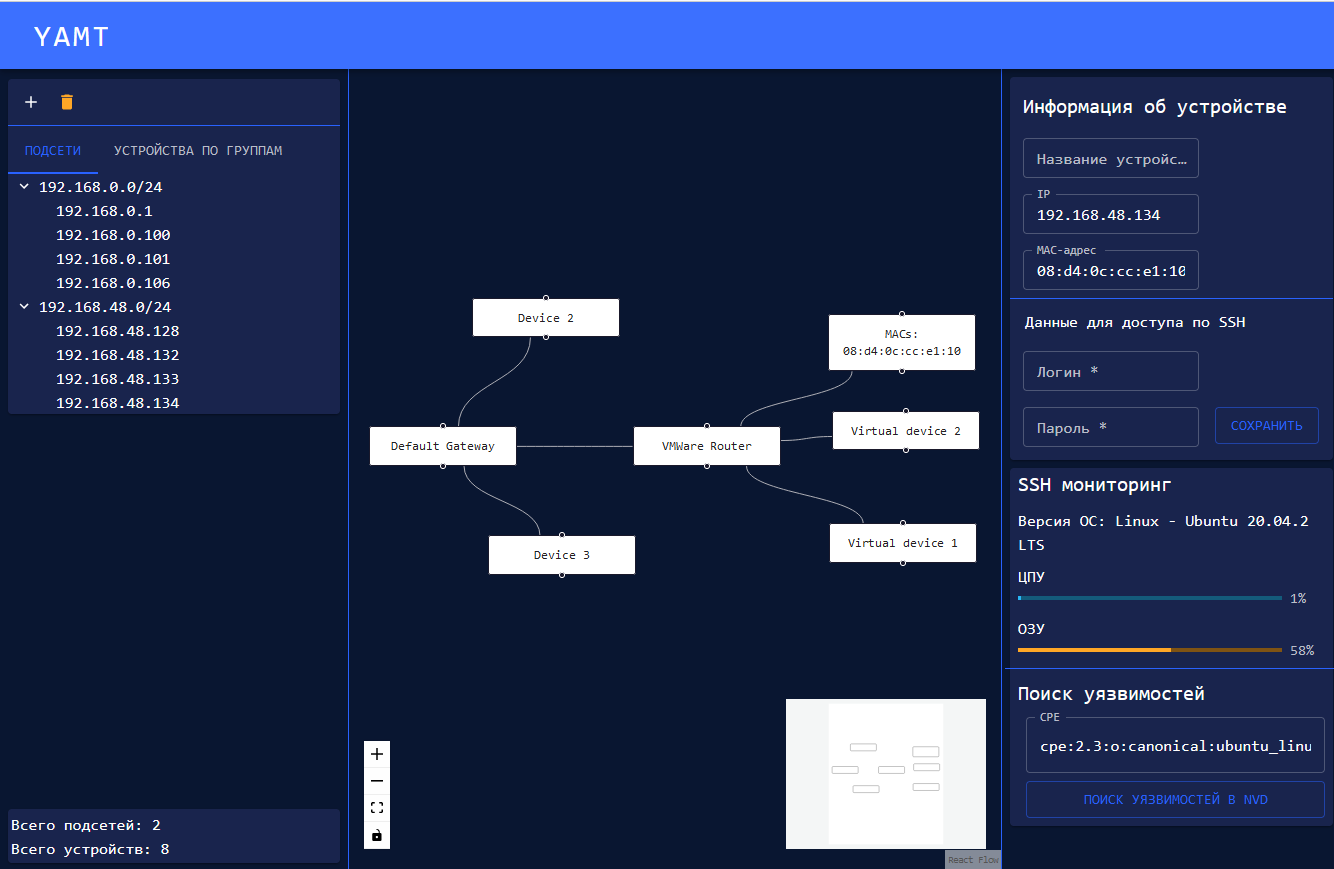 YAMT
ПОДСЕТИ
УСТРОЙСТВА ПО ГРУППАМ
192.168.0.0/24
192.168.0.1
192.168.0.100
192.168.0.101
192.168.0.106
192.168.48.0/24
192.168.48.128
192.168.48.132
192.168.48.133
192.168.48.134
Всего подсетей: 2
Всего устройств: 8
Device 2
MACs:
08:d4:0c:cc:e1:10
Virtual device 2
Default Gateway
VMWare Router
Virtual device 1
Device 3
React Flow
Информация об устройстве
Название устройс…
IP
192.168.48.134
MAC-адрес
08:d4:0c:cc:e1:10
Данные для доступа по SSH
Логин *
Пароль *
СОХРАНИТЬ
SSH мониторинг
Версия ОС: Linux - Ubuntu 20.04.2
LTS
ЦПУ
1%
ОЗУ
58%
Поиск уязвимостей
CPE
cpe:2.3:o:canonical:ubuntu_linu
ПОИСК УЯЗВИМОСТЕЙ В NVD